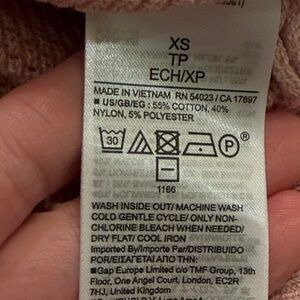 XS
TP
ECH/XP
MADE IN VIETNAM RN 54023 / CA 17897
■ US/GB/EG : 55% COTTON, 40%
NYLON, 5% POLYESTER
30
P®
1166
WASH INSIDE OUT/ MACHINE WASH
COLD GENTLE CYCLE/ ONLY NON-
CHLORINE BLEACH WHEN NEEDED/
DRY FLAT/ COOL IRON
Imported By/Importe Par/DISTRIBUIDO
POR/ΕΙΣΑΓΕΤΑΙ ΑΠΟ ΤΗΝ:
■Gap Europe Limited c/o TMF Group, 13th
Floor, One Angel Court, London, EC2R
7HJ, United Kingdom